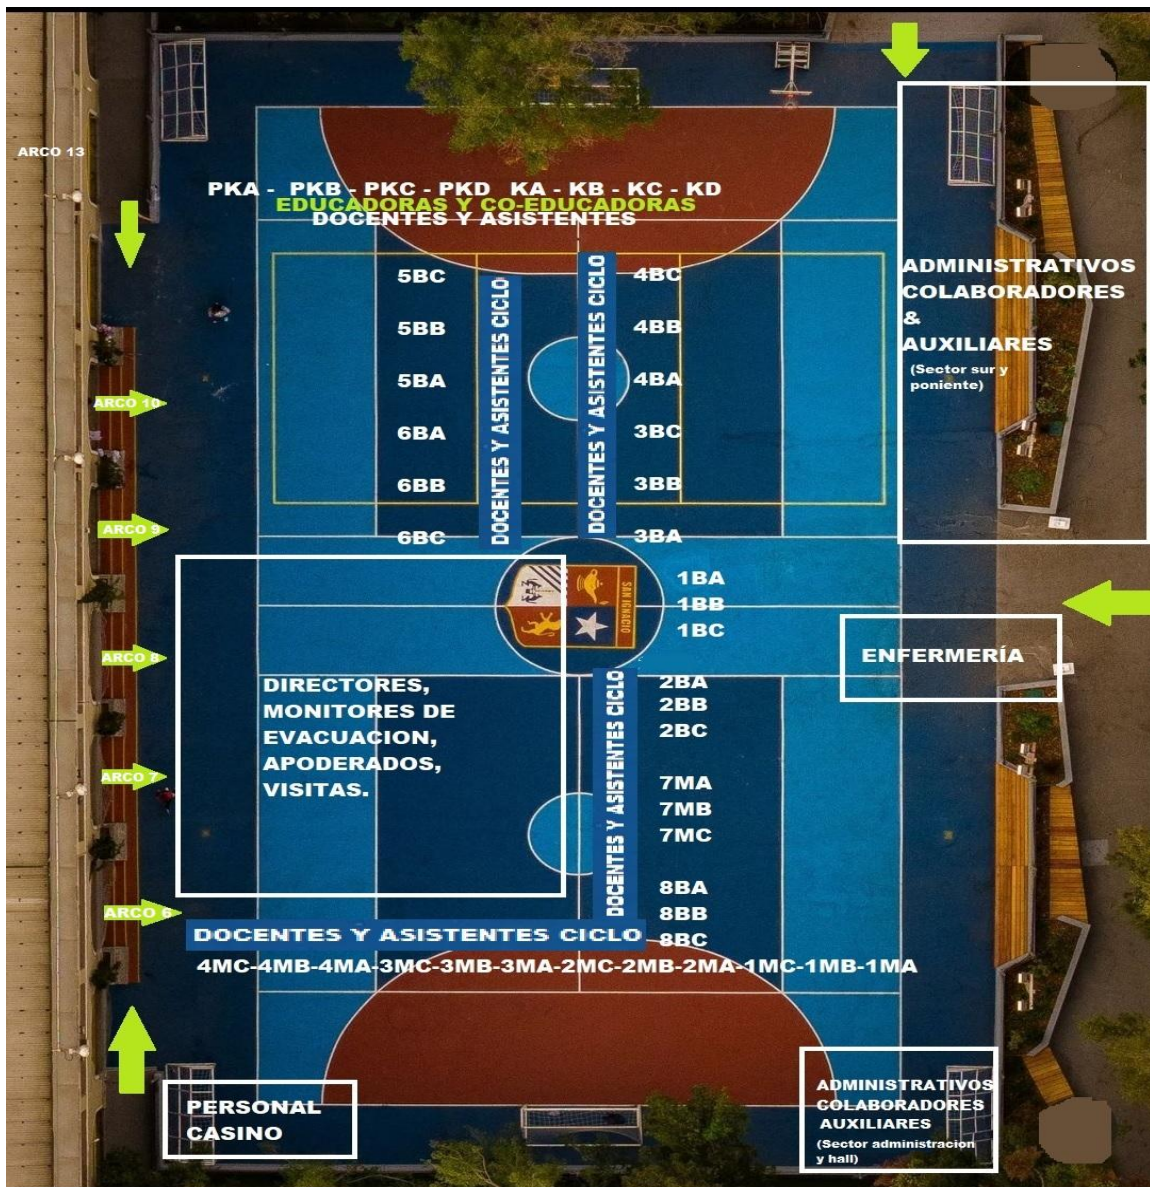 ARCO 13
PKA - PKB - PKC - PKD KA - KB - KC - KD
EDUCADORAS Y CO-EDUCADORAS
DOCENTES Y ASISTENTES
5BC
5BB
5BA
6BA
6BB
6BC
DOCENTES Y ASISTENTES CICLO
DOCENTES Y ASISTENTES CICLO
4BC
4BB
4BA
3BC
3BB
3BA
ADMINISTRATIVOS
COLABORADORES
&
AUXILIARES
(Sector sur y
poniente)
ARCO 10
ARCO 9
ARCO 8
ARCO 7
ARCO 6
SAN IGNACIO
1BA
1BB
1BC
ENFERMERÍA
DIRECTORES,
MONITORES DE
EVACUACION,
APODERADOS,
VISITAS.
DOCENTES Y ASISTENTES CICLO
2BA
2BB
2BC
7MA
7MB
7MC
8BA
8BB
8BC
DOCENTES Y ASISTENTES CICLO
4MC-4MB-4MA-3MC-3MB-3MA-2MC-2MB-2MA-1MC-1MB-1MA
PERSONAL
CASINO
ADMINISTRATIVOS
COLABORADORES
AUXILIARES
(Sector administracion
y hall)